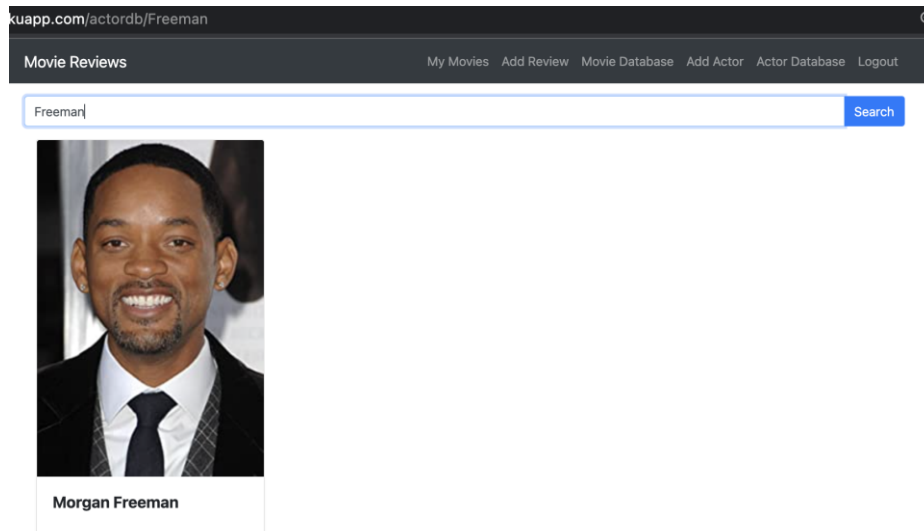 kuapp.com/actordb/Freeman
Movie Reviews My Movies Add Review Movie Database Add Actor Actor Database Logout
Freeman Search
Morgan Freeman